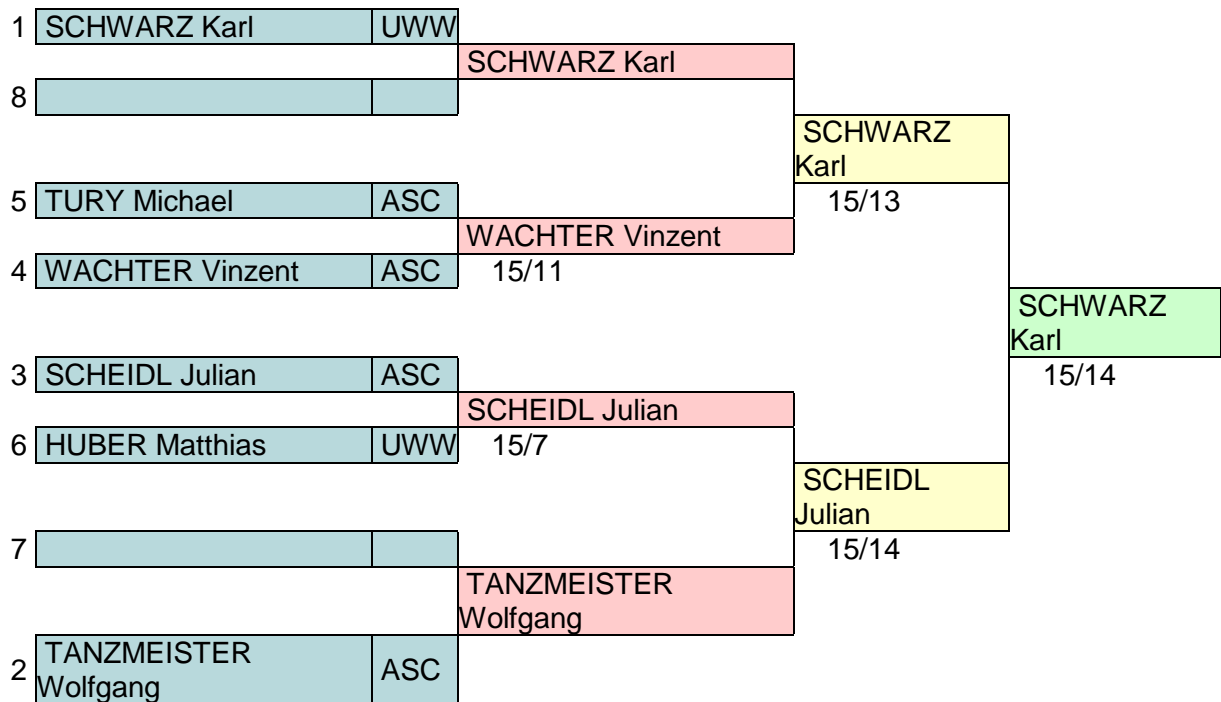 1 SCHWARZ Karl UWW
SCHWARZ Karl
8
SCHWARZ
Karl
5 TURY Michael ASC 15/13
WACHTER Vinzent
4 WACHTER Vinzent ASC 15/11
SCHWARZ
Karl
3 SCHEIDL Julian ASC 15/14
SCHEIDL Julian
6 HUBER Matthias UWW 15/7
SCHEIDL
Julian
7 15/14
TANZMEISTER
Wolfgang
2 TANZMEISTER
Wolfgang ASC